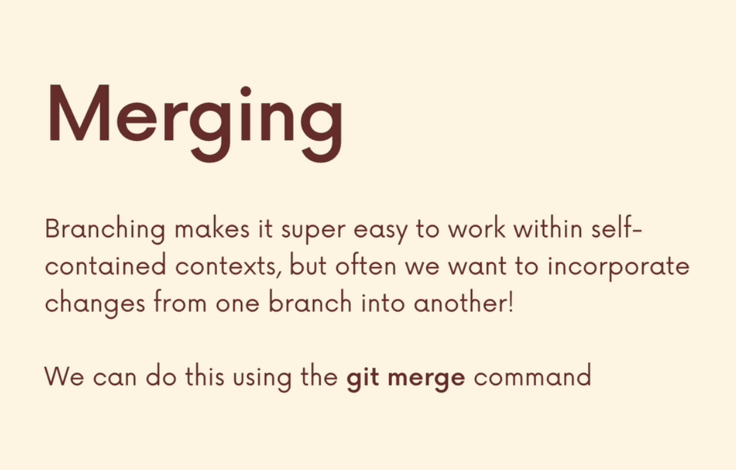 Merging
Branching makes it super easy to work within self-
contained contexts, but often we want to incorporate
changes from one branch into another!
We can do this using the git merge command